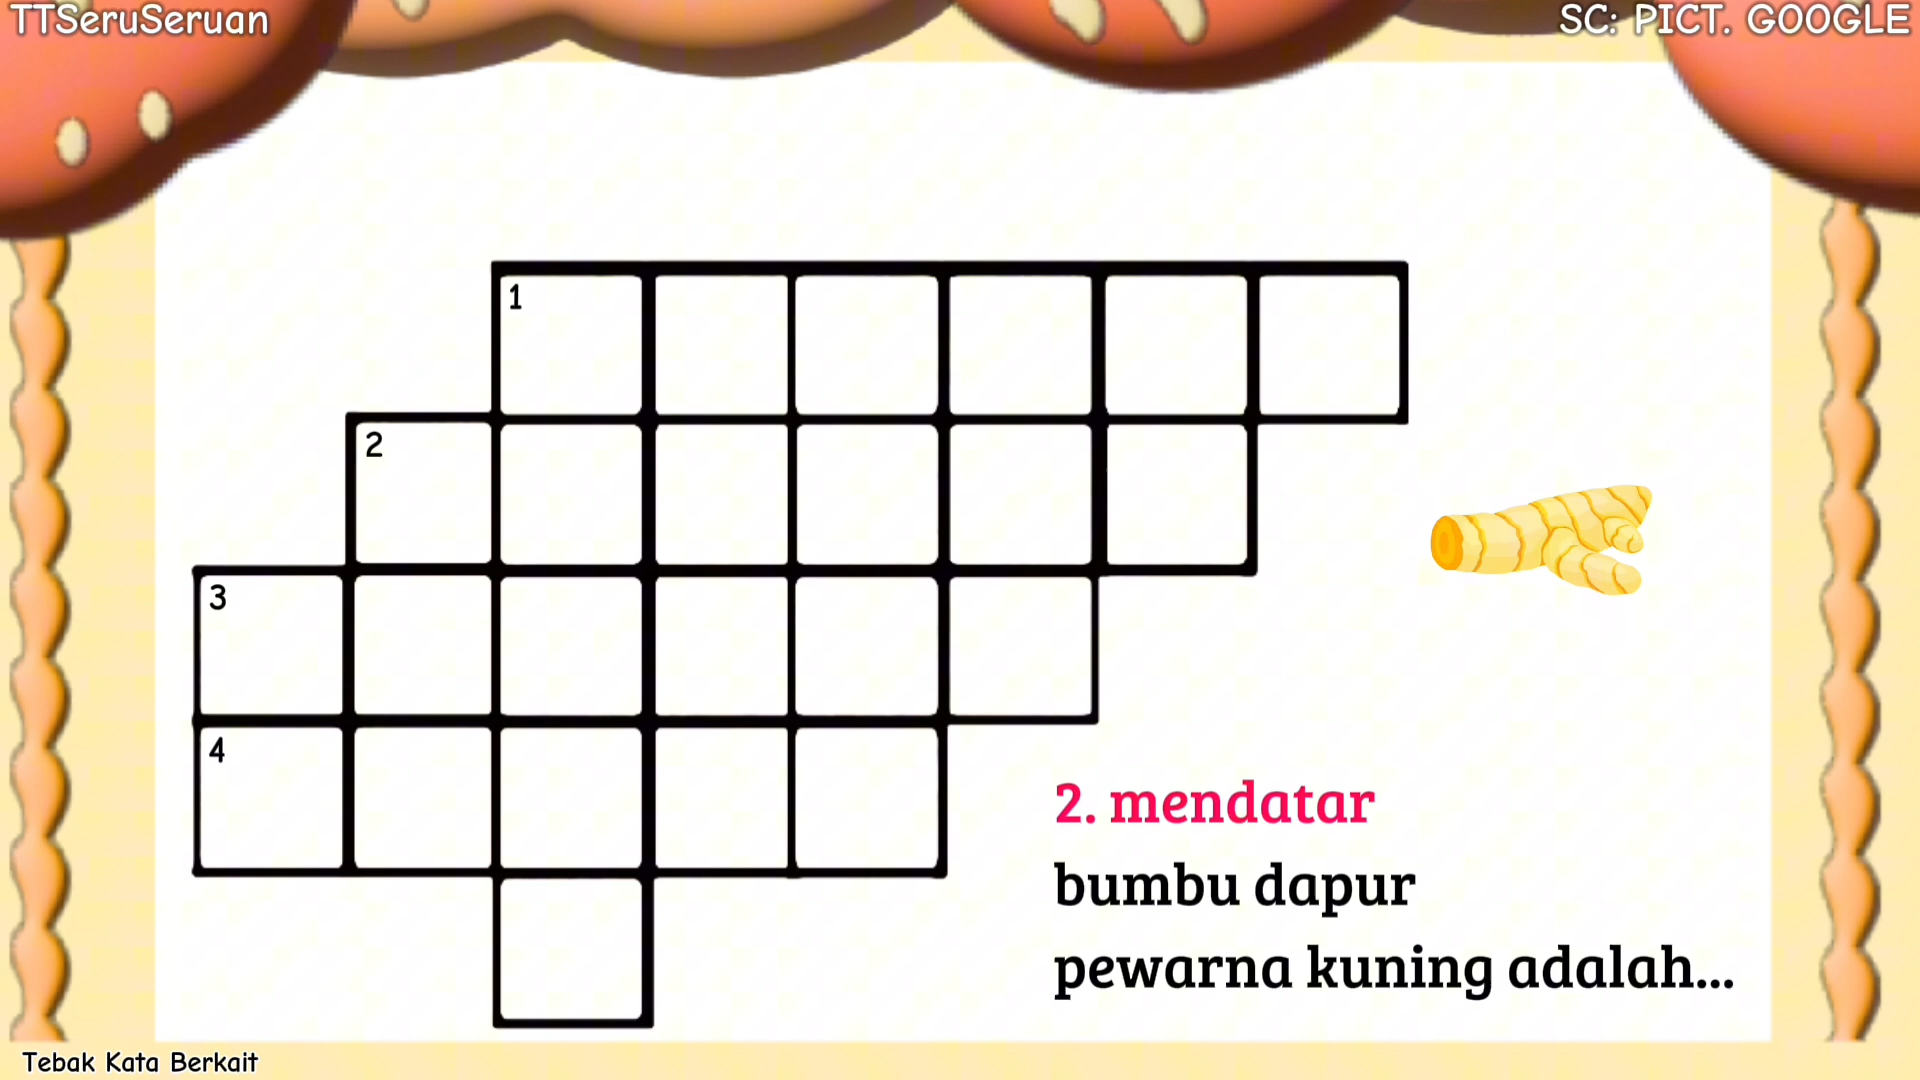 TTSeruSeruan
SC: PICT. GOOGLE
1
2
3
4
2. mendatar
bumbu dapur
pewarna kuning adalah...
Tebak Kata Berkait